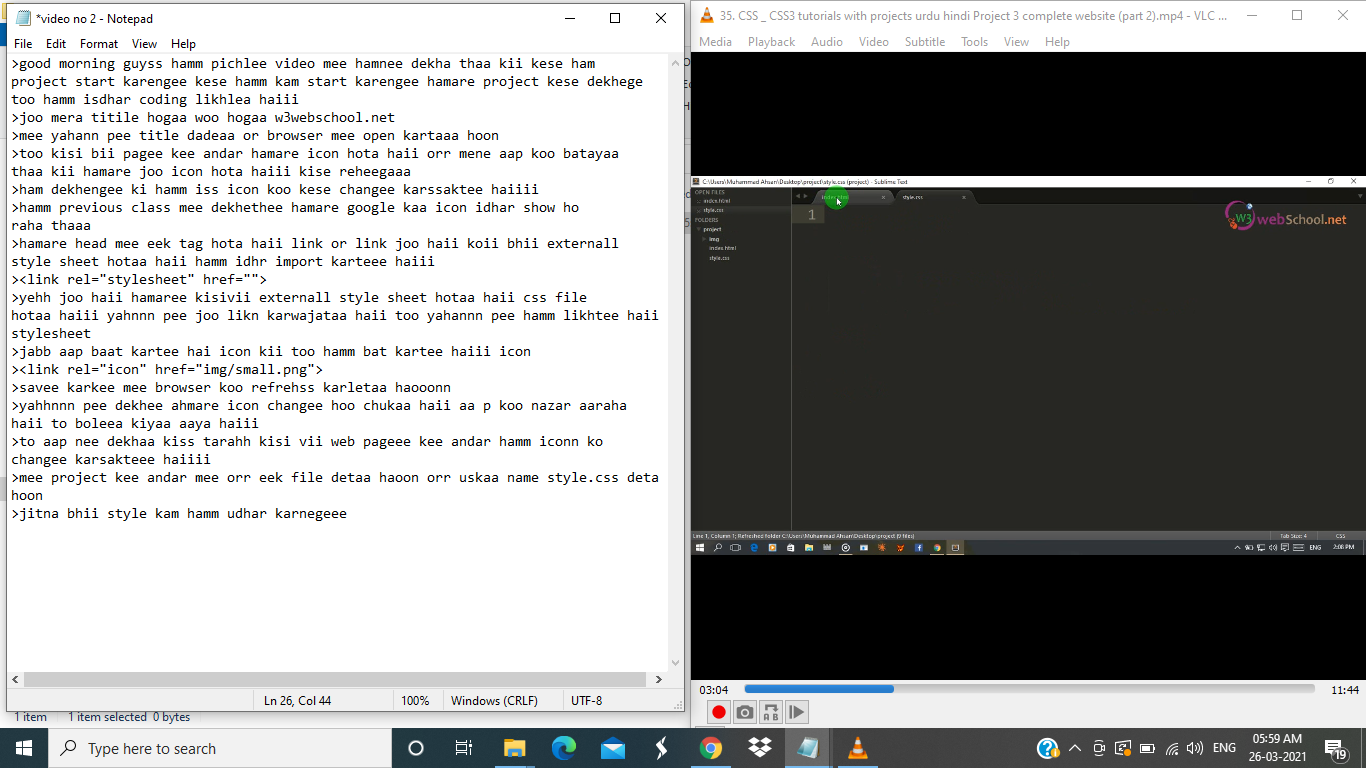 *video no 2 - Notepad
File Edit Format View Help
>good morning guyss hamm pichlee video mee hamnee dekha thaa kii kese ham
project start karengee kese hamm kam start karengee hamare project kese dekhege
too hamm isdhar coding likhlea haiii
>joo mera titile hogaa woo hogaa w3webschool.net
>mee yahann pee title dadeaa or browser mee open kartaaa hoon
>too kisi bii pagee kee andar hamare icon hota haii orr mene aap koo batayaa
thaa kii hamare joo icon hota haiii kise reheegaaa
>ham dekhengee ki hamm iss icon koo kese changee karssaktee haiiii
>hamm previous class mee dekhethee hamare google kaa icon idhar show ho
raha thaaa
>hamare head mee eek tag hota haii link or link joo haii koii bhii externall
style sheet hotaa haii hamm idhr import karteee haiii
><link rel="stylesheet" href="">
>yehh joo haii hamaree kisivii externall style sheet hotaa haii css file
hotaa haiii yahnnn pee joo likn karwajataa haii too yahannn pee hamm likhtee haii
stylesheet
>jabb aap baat kartee hai icon kii too hamm bat kartee haiii icon
><link rel="icon" href="img/small.png">
>savee karkee mee browser koo refrehss karletaa haooonn
>yahhnnn pee dekhee ahmare icon changee hoo chukaa haii aa p koo nazar aaraha
haii to boleea kiyaa aaya haiii
>to aap nee dekhaa kiss tarahh kisi vii web pageee kee andar hamm iconn ko
changee karsakteee haiiii
>mee project kee andar mee orr eek file detaa haoon orr uskaa name style.css deta
hoon
>jitna bhii style kam hamm udhar karnegeee
Ln 26, Col 44 100% Windows (CRLF) UTF-8
1 item 1 item selected 0 bytes
35. CSS _ CSS3 tutorials with projects urdu hindi Project 3 complete website (part 2).mp4 - VLC ...
Media Playback Audio Video Subtitle Tools View Help
C:\Users\Muhammad Ahsan\Desktop\project\style.css (project) - Sublime Text
OPEN FILES
index.html
style.css
FOLDERS
project
img
index.html
style.css
style.css
1
W3 webSchool.net
Line 1, Column 1; Refreshed folder C:\Users\Muhammad Ahsan\Desktop\project (9 files) Tab Size: 4 CSS
ENG 2:08 PM
03:04 11:44
A B
Type here to search
ENG
05:59 AM
26-03-2021
19